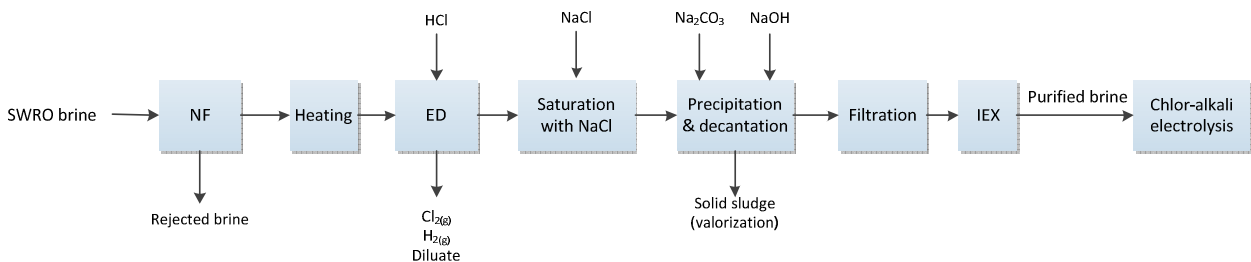 HCl
NaCl
Na₂CO₃
NaOH
SWRO brine
NF
Heating
ED
Saturation
with NaCl
Precipitation
& decantation
Filtration
IEX
Purified brine
Chlor-alkali
electrolysis
Rejected brine
Cl₂(g)
H₂(g)
Diluate
Solid sludge
(valorization)